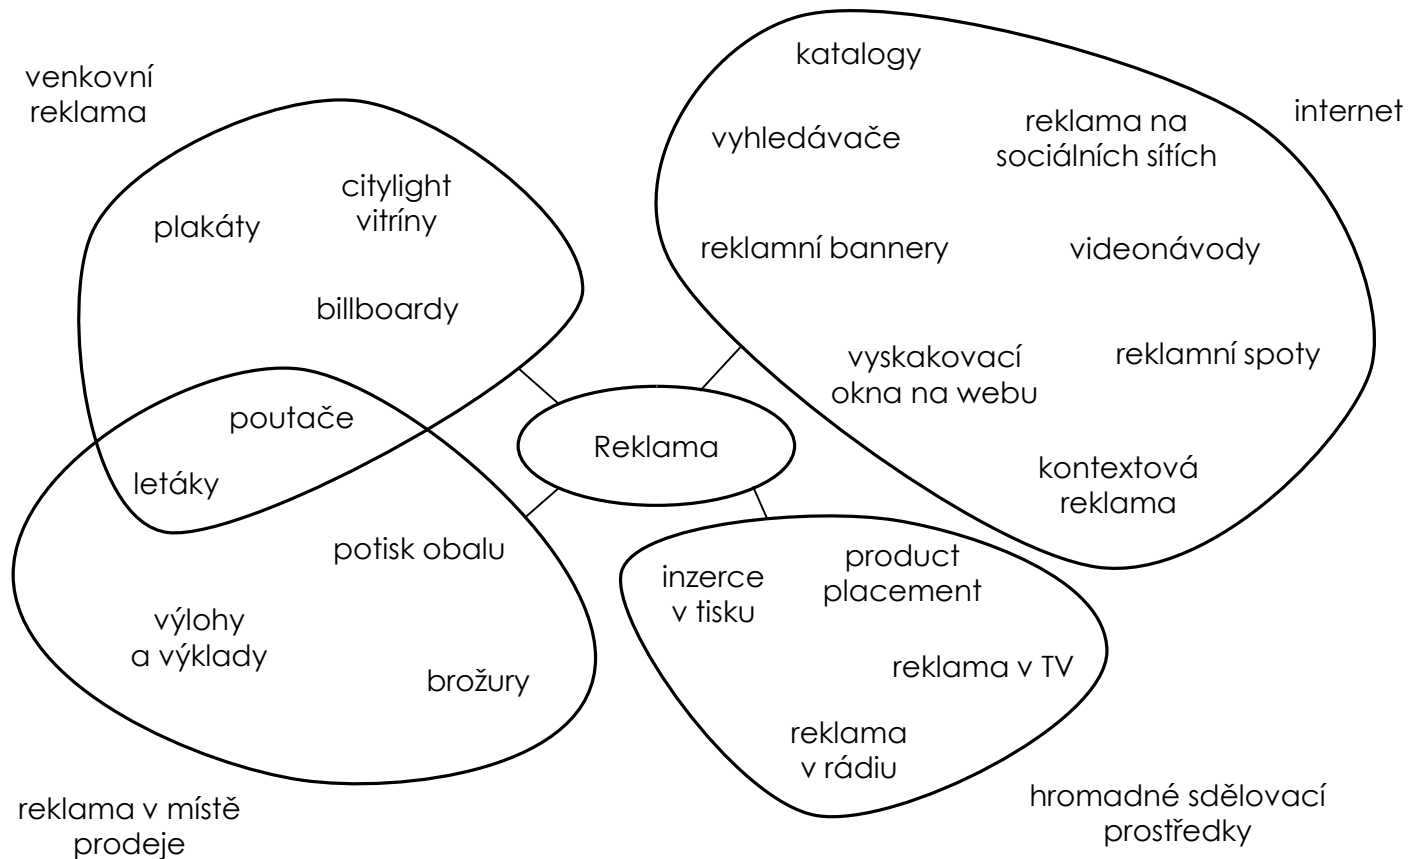 venkovní
reklama
plakáty
citylight
vitríny
billboardy
poutače
letáky
potisk obalu
výlohy
a výklady
brožury
reklama v místě
prodeje
Reklama
internet
katalogy
vyhledávače
reklama na
sociálních sítích
reklamní bannery
videonávody
vyskakovací
okna na webu
reklamní spoty
kontextová
reklama
inzerce
v tisku
product
placement
reklama v TV
reklama
v rádiu
hromadné sdělovací
prostředky